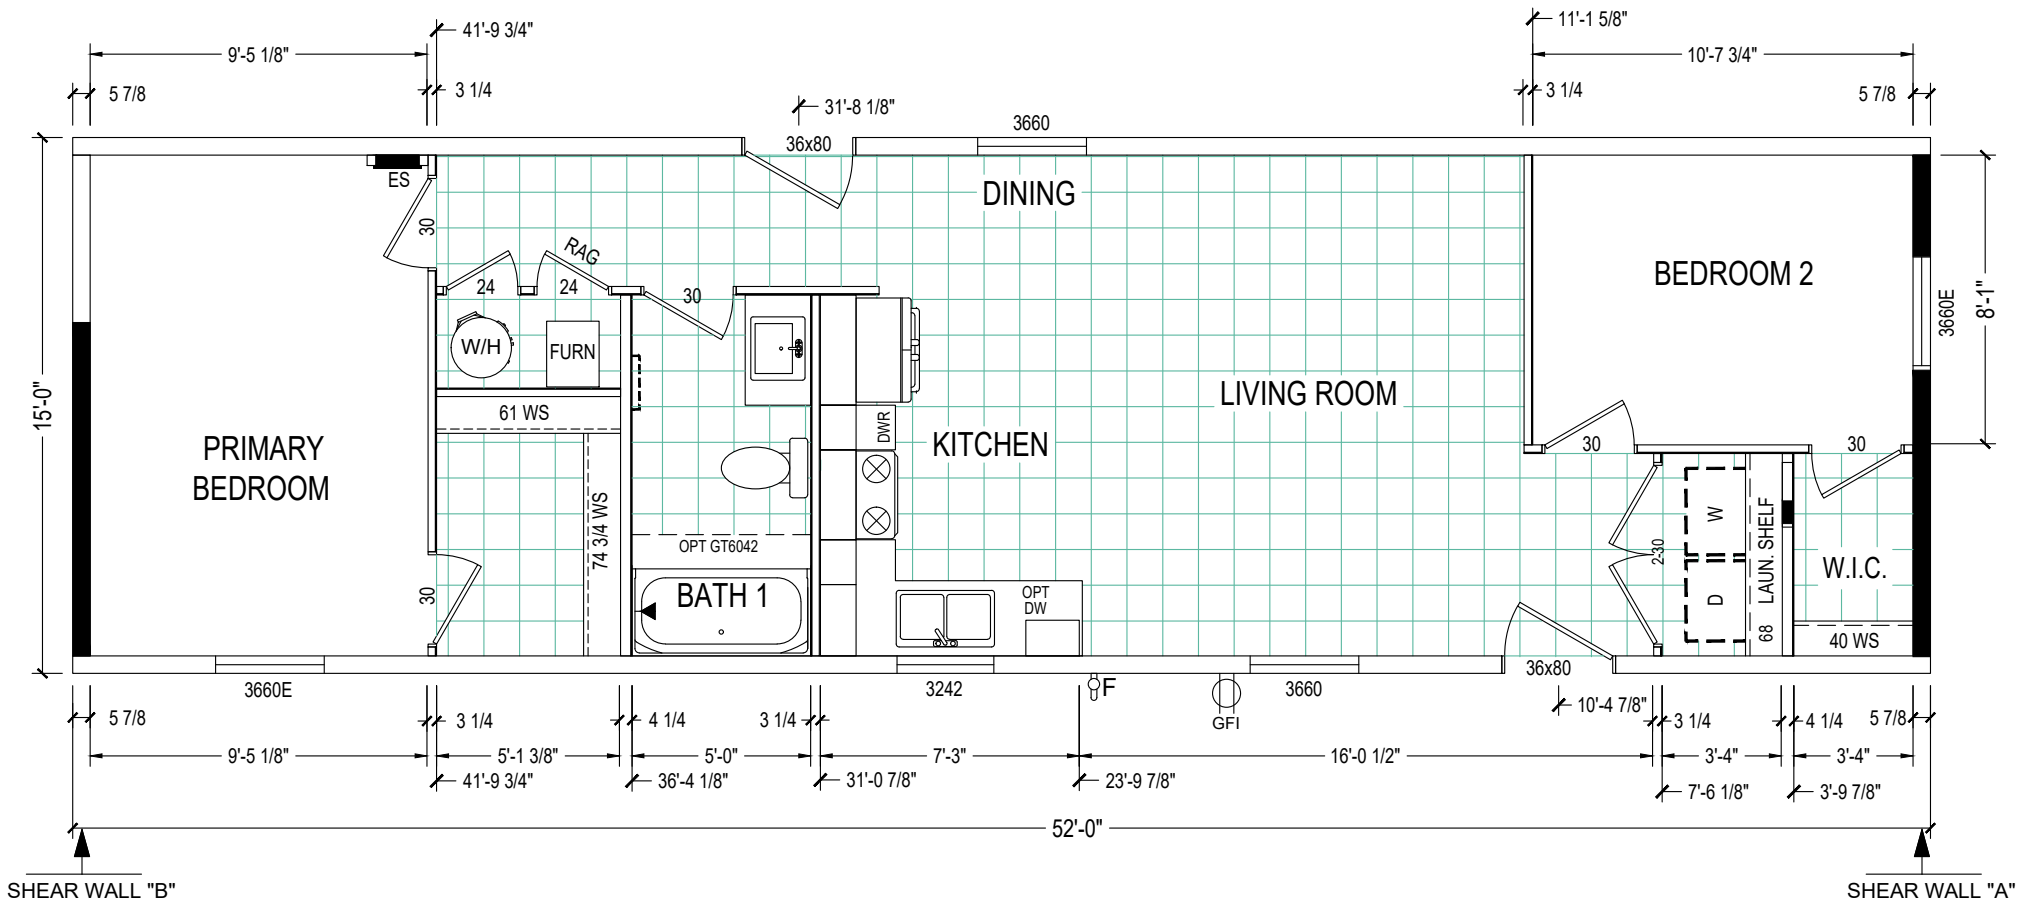 41'-9 3/4"
11'-1 5/8"
9'-5 1/8"
10'-7 3/4"
5 7/8
3 1/4
31'-8 1/8"
3 1/4
5 7/8
3660
36x80
ES
DINING
30
RAG
BEDROOM 2
24
24
30
3660E
8'-1"
W/H
FURN
LIVING ROOM
15'-0"
61 WS
DWR
KITCHEN
PRIMARY
BEDROOM
30
30
74 3/4 WS
OPT GT6042
W
2-30
LAUN. SHELF
W.I.C.
30
BATH 1
OPT
DW
D
68
40 WS
36x80
3660E
3242
F
3660
GFI
10'-4 7/8"
5 7/8
3 1/4
4 1/4
3 1/4
3 1/4
4 1/4
5 7/8
9'-5 1/8"
5'-1 3/8"
5'-0"
7'-3"
16'-0 1/2"
3'-4"
3'-4"
41'-9 3/4"
36'-4 1/8"
31'-0 7/8"
23'-9 7/8"
7'-6 1/8"
3'-9 7/8"
52'-0"
SHEAR WALL "B"
SHEAR WALL "A"